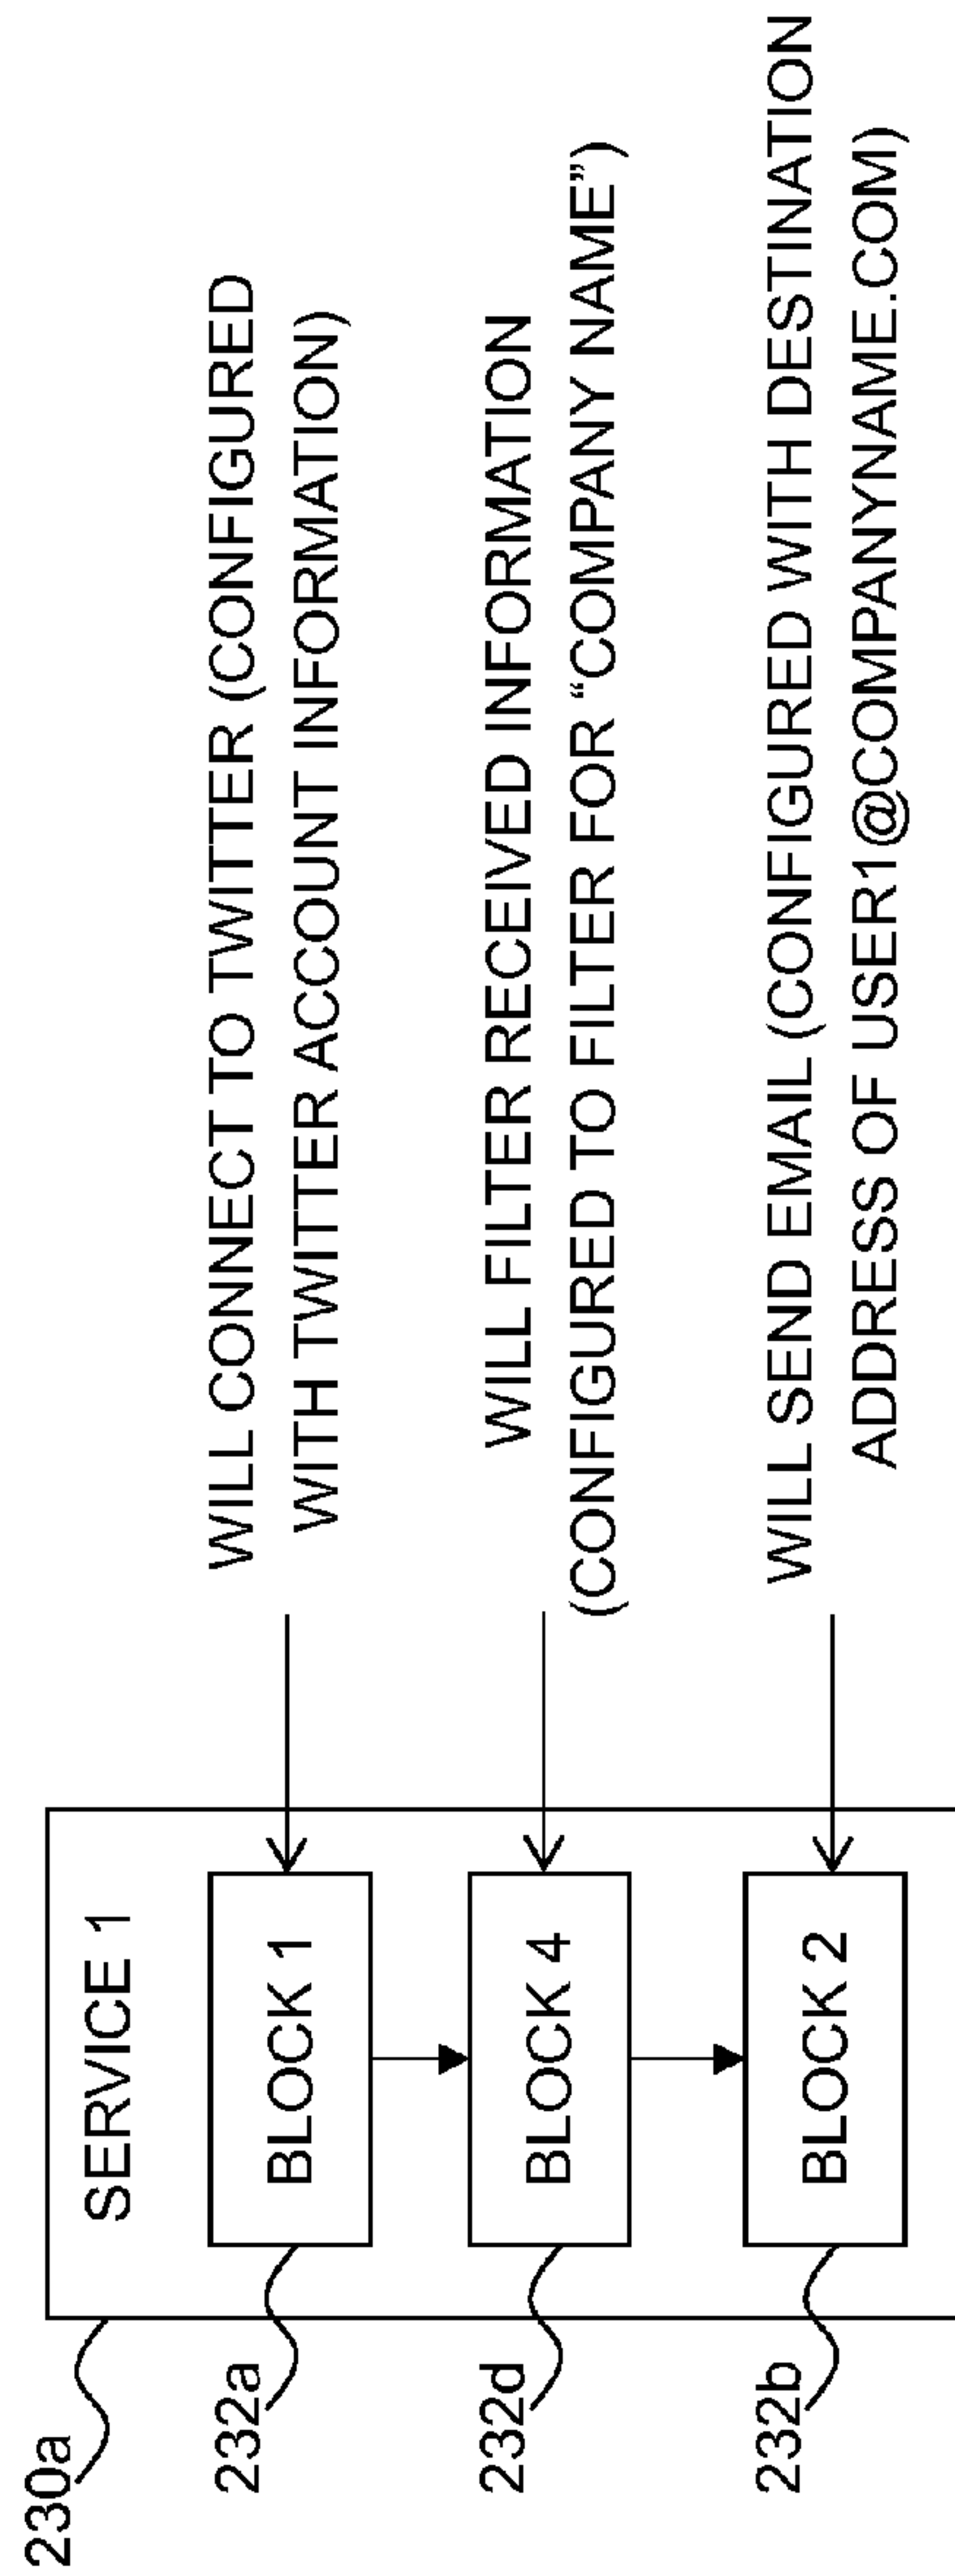 230a
SERVICE 1
232a
BLOCK 1
WILL CONNECT TO TWITTER (CONFIGURED
WITH TWITTER ACCOUNT INFORMATION)
232d
BLOCK 4
WILL FILTER RECEIVED INFORMATION
(CONFIGURED TO FILTER FOR “COMPANY NAME”)
232b
BLOCK 2
WILL SEND EMAIL (CONFIGURED WITH DESTINATION
ADDRESS OF USER1@COMPANYNAME.COM)